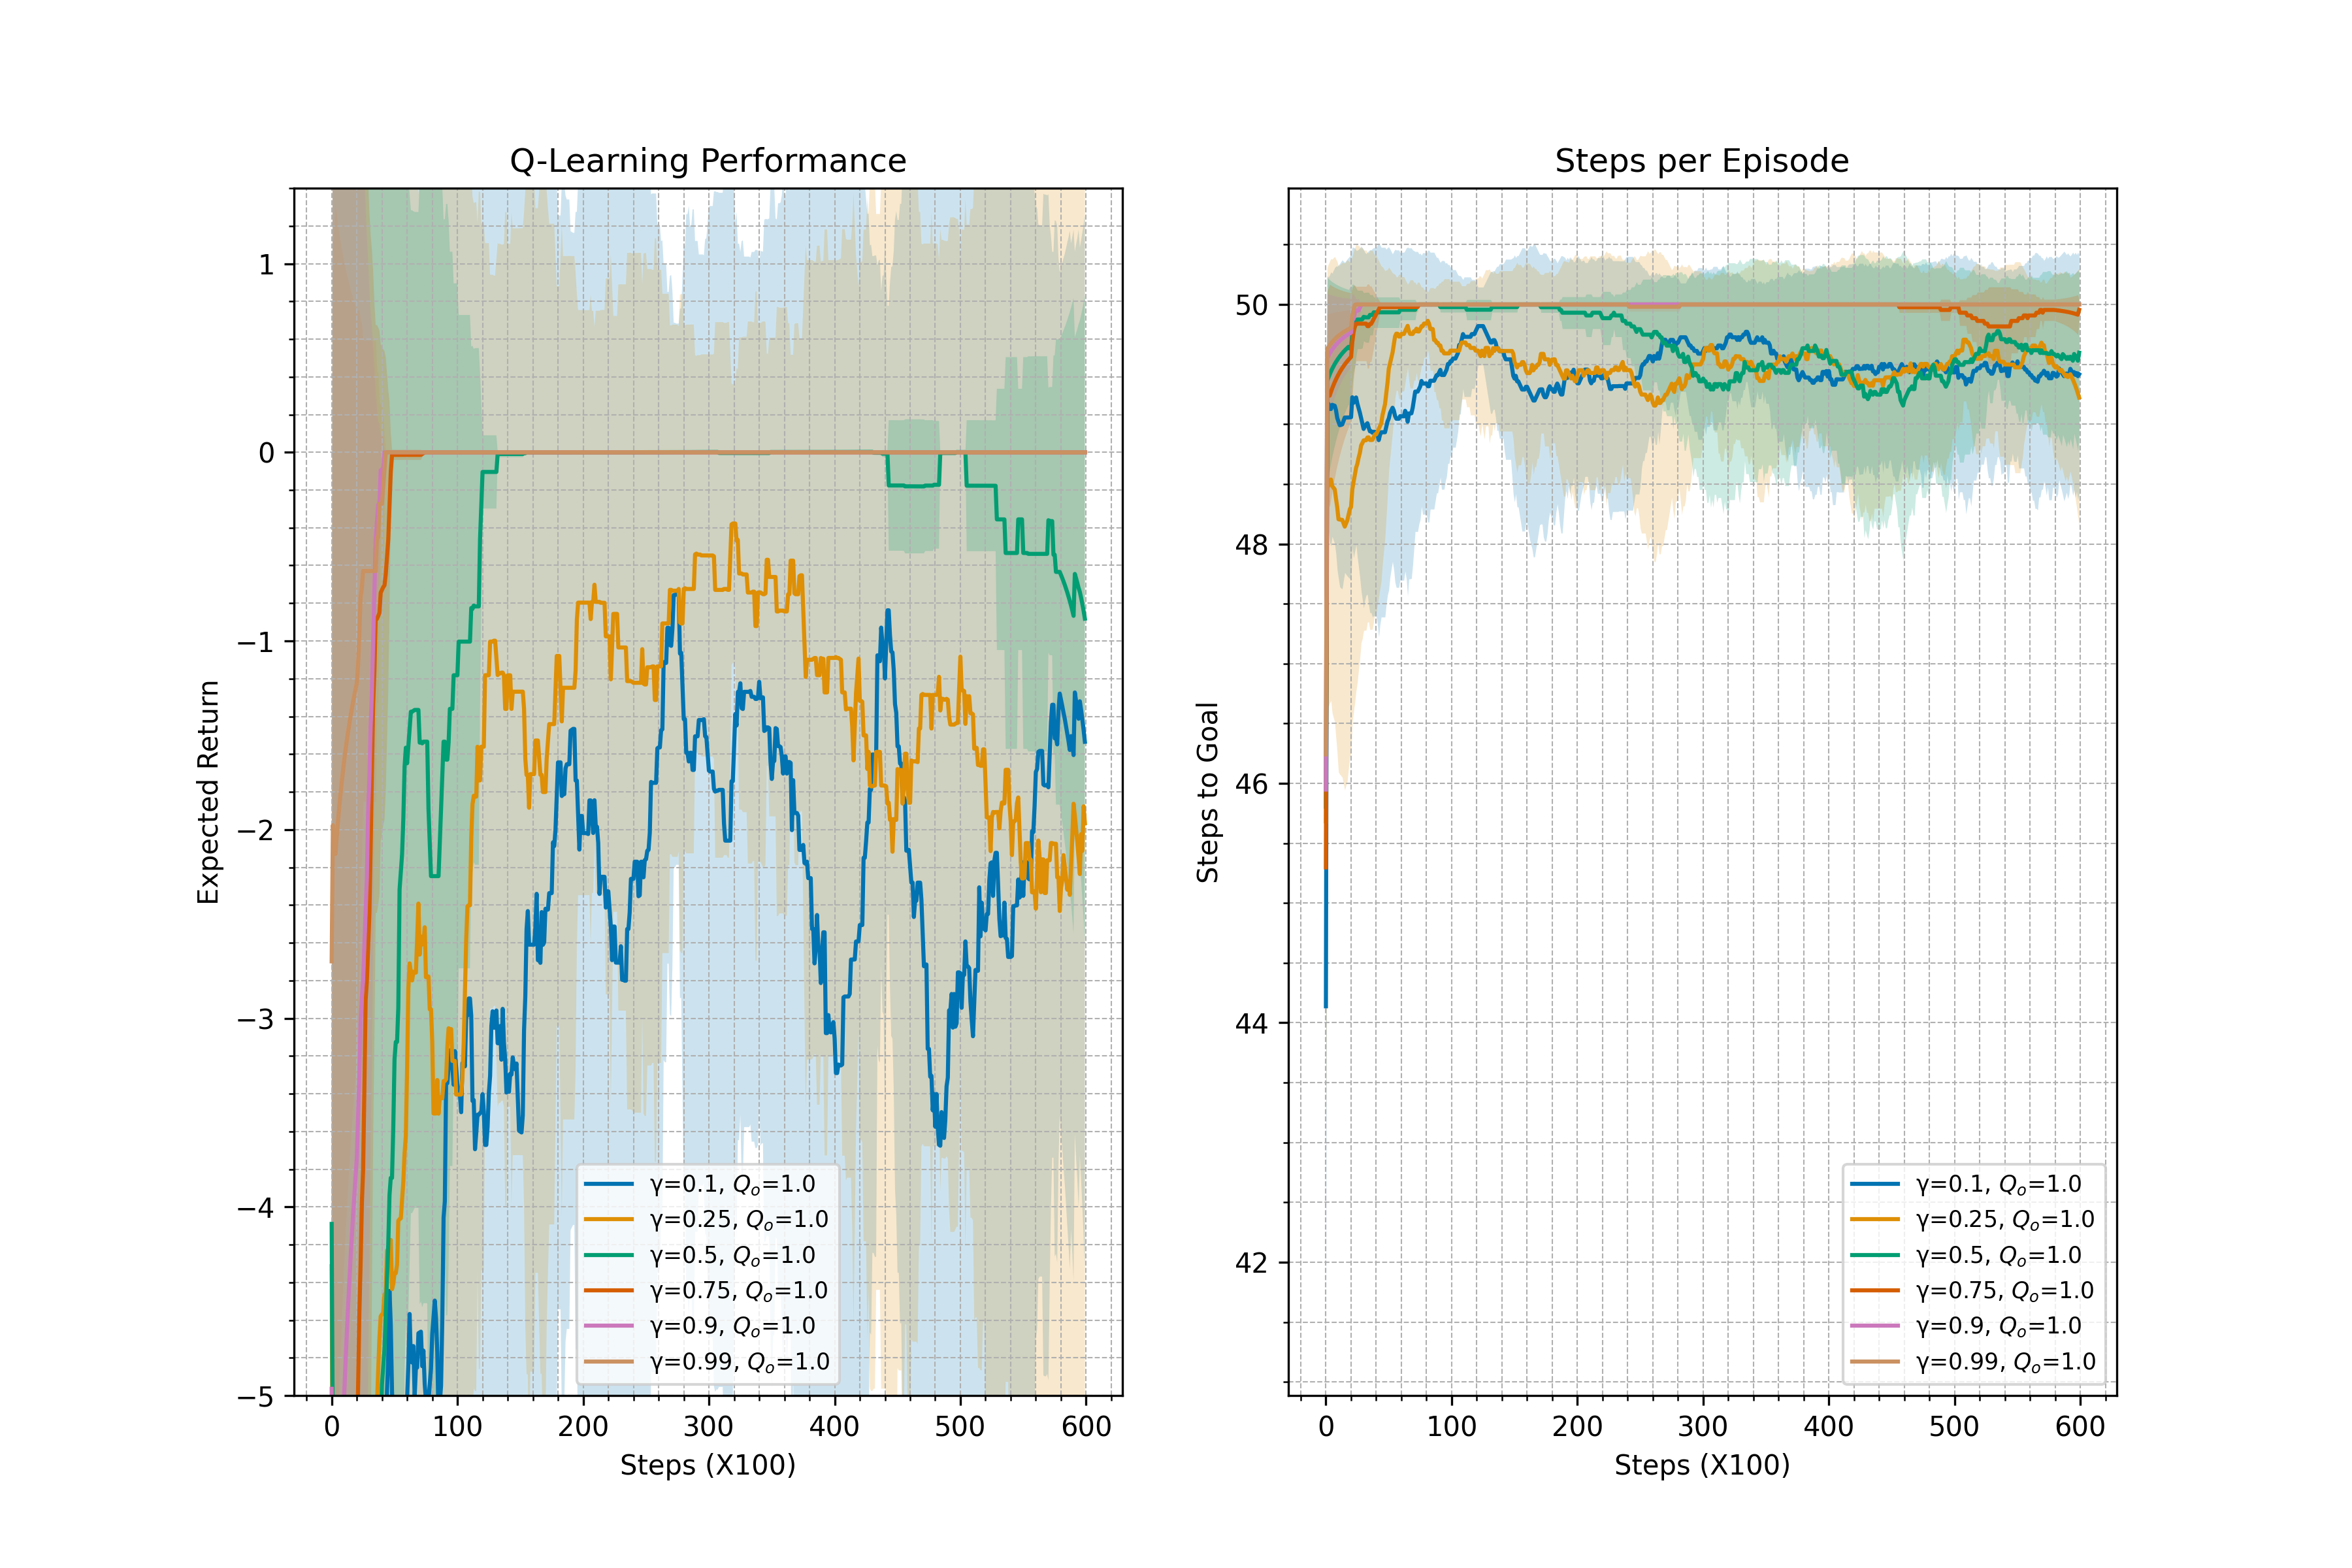 Q-Learning Performance
Expected Return
1
0
−1
−2
−3
−4
−5
γ=0.1, Qₒ=1.0
γ=0.25, Qₒ=1.0
γ=0.5, Qₒ=1.0
γ=0.75, Qₒ=1.0
γ=0.9, Qₒ=1.0
γ=0.99, Qₒ=1.0
0 100 200 300 400 500 600
Steps (X100)
Steps per Episode
Steps to Goal
50
48
46
44
42
γ=0.1, Qₒ=1.0
γ=0.25, Qₒ=1.0
γ=0.5, Qₒ=1.0
γ=0.75, Qₒ=1.0
γ=0.9, Qₒ=1.0
γ=0.99, Qₒ=1.0
0 100 200 300 400 500 600
Steps (X100)